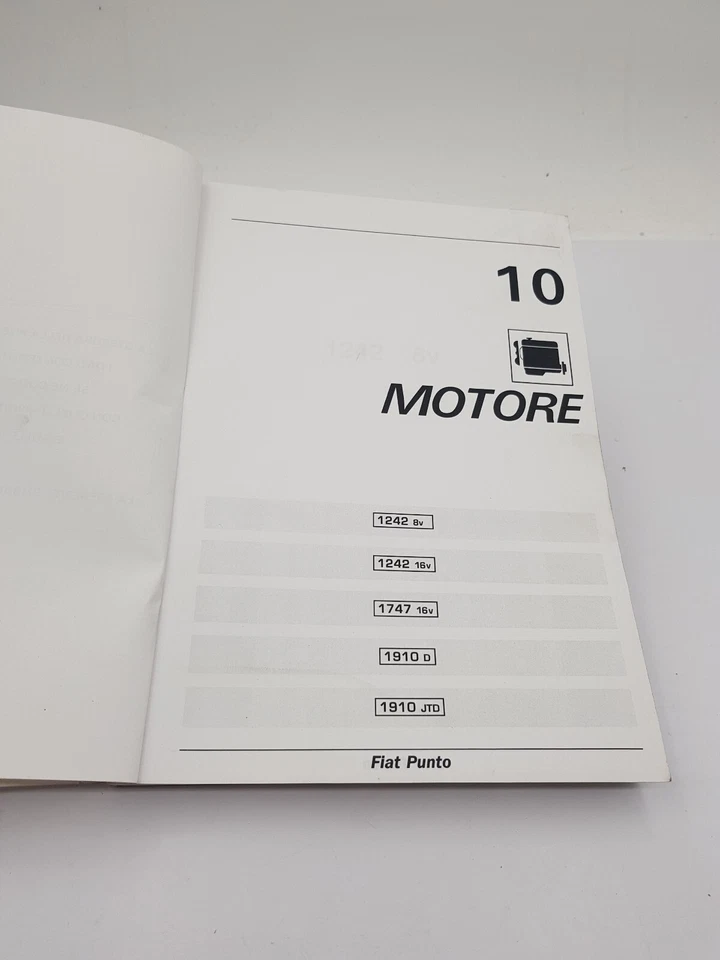 10
MOTORE
1242 8v
1242 16v
1747 16v
1910 D
1910 JTD
Fiat Punto